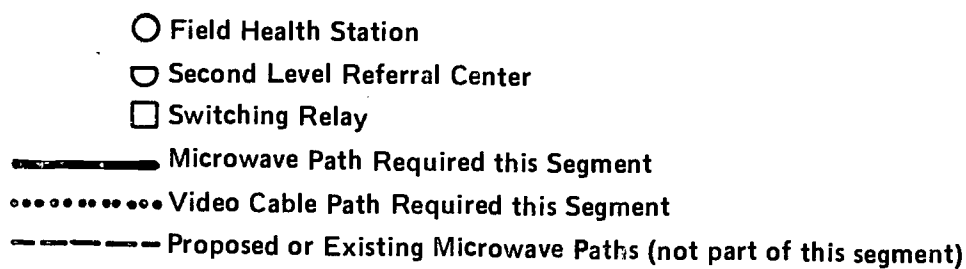 Field Health Station
Second Level Referral Center
Switching Relay
Microwave Path Required this Segment
Video Cable Path Required this Segment
Proposed or Existing Microwave Paths (not part of this segment)